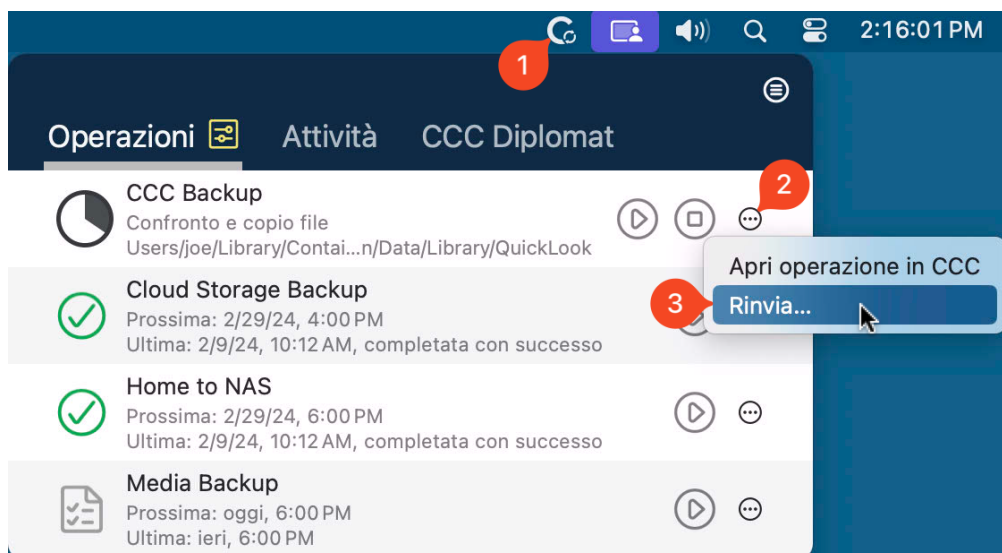 2:16:01 PM
1
Operazioni Attività CCC Diplomat
2
CCC Backup
Confronto e copio file
Users/joe/Library/Contai...n/Data/Library/QuickLook
Apri operazione in CCC
3
Rinvia...
Cloud Storage Backup
Prossima: 2/29/24, 4:00 PM
Ultima: 2/9/24, 10:12 AM, completata con successo
Home to NAS
Prossima: 2/29/24, 6:00 PM
Ultima: 2/9/24, 10:12 AM, completata con successo
Media Backup
Prossima: oggi, 6:00 PM
Ultima: ieri, 6:00 PM